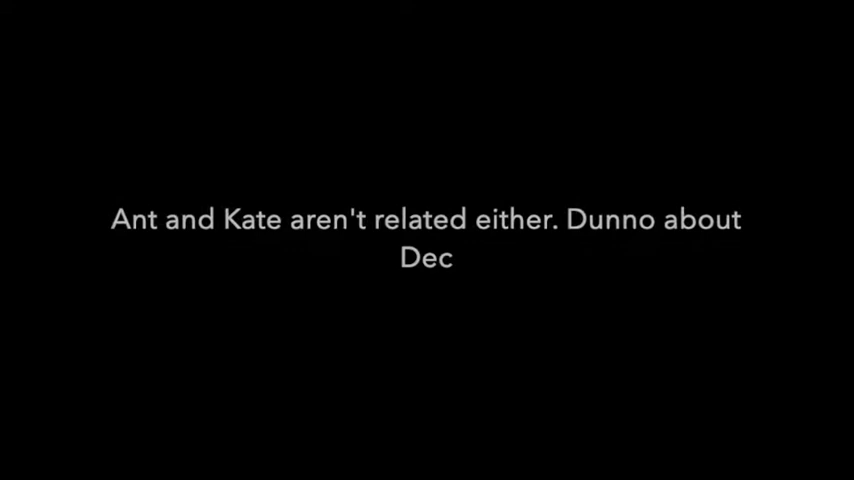 Ant and Kate aren't related either. Dunno about
Dec